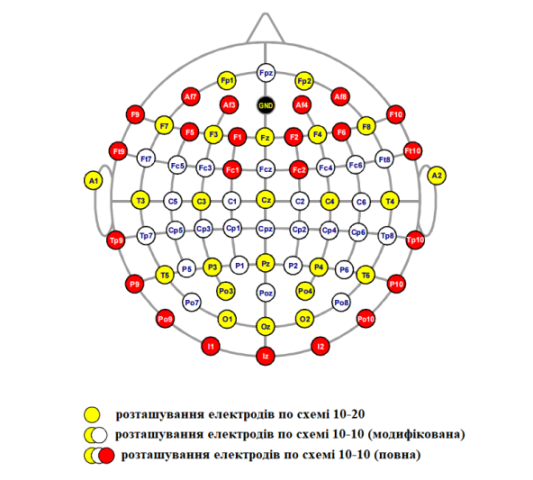 Fpz
Fp1 Fp2
Af7 Af3 GND Af4 Af8
F9 F7 F5 F3 F1 Fz F2 F4 F6 F8 F10
Ft9 Ft7 Fc5 Fc3 Fc1 Fcz Fc2 Fc4 Fc6 Ft8 Ft10
A1 A2
T3 C5 C3 C1 Cz C2 C4 C6 T4
Tp9 Tp7 Cp5 Cp3 Cp1 Cpz Cp2 Cp4 Cp6 Tp8 Tp10
P9 T5 P5 P3 P1 Pz P2 P4 P6 T6 P10
Po9 Po7 Po3 Poz Po4 Po8 Po10
O1 Oz O2
I1 Iz I2
розташування електродів по схемі 10-20
розташування електродів по схемі 10-10 (модифікована)
розташування електродів по схемі 10-10 (повна)